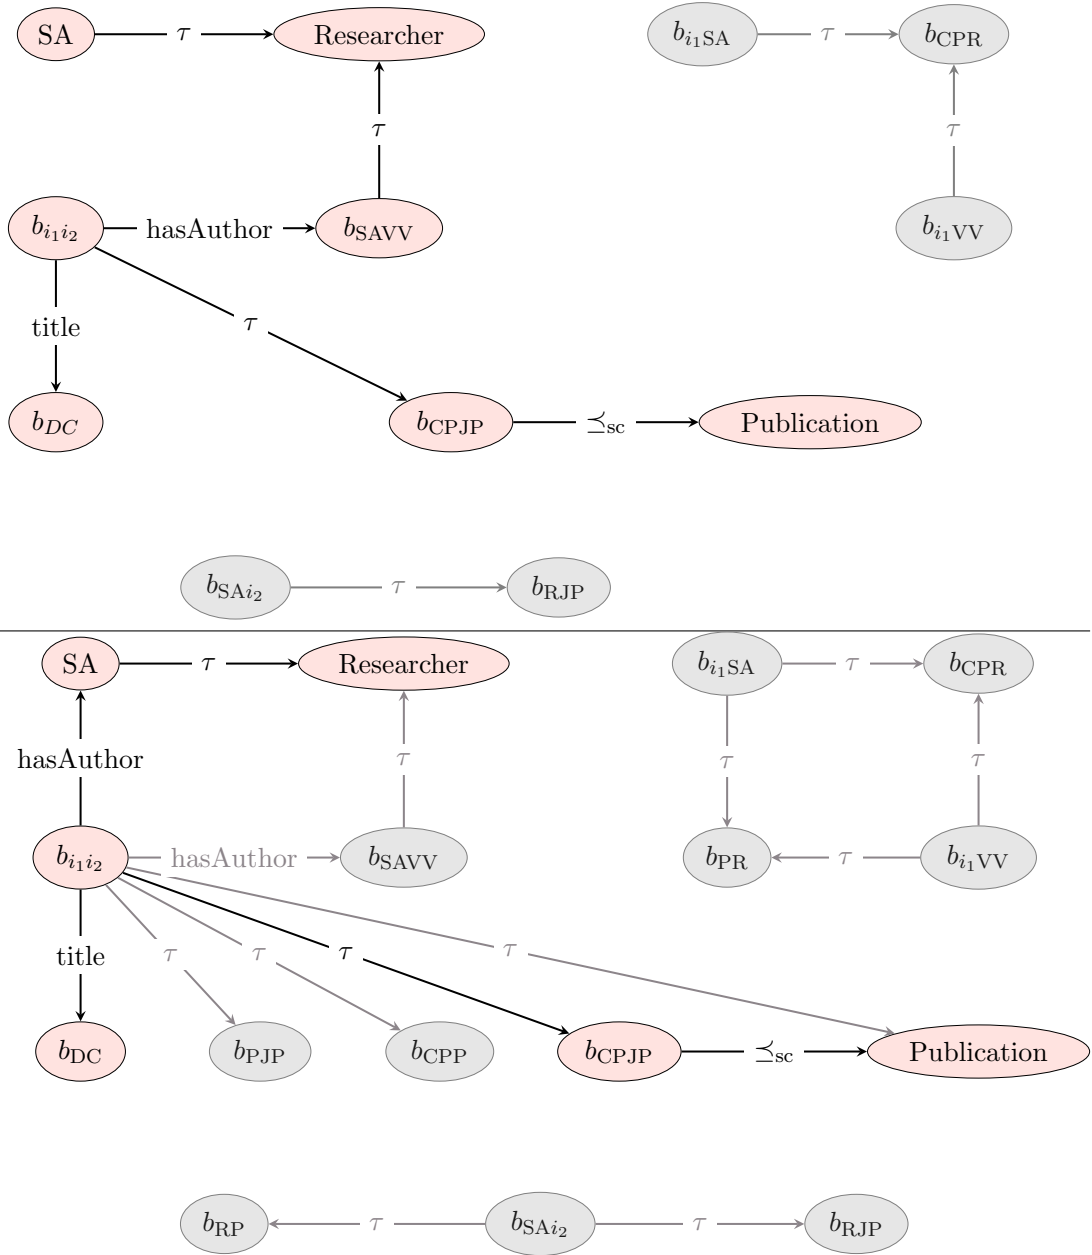 SA τ Researcher b_{i₁SA} τ b_{CPR}
τ τ
b_{i₁i₂} hasAuthor b_{SAVV} b_{i₁VV}
title τ
b_{DC} b_{CPJP} ⪯_{sc} Publication
b_{SAi₂} τ b_{RJP}
SA τ Researcher b_{i₁SA} τ b_{CPR}
hasAuthor τ τ τ
b_{i₁i₂} hasAuthor b_{SAVV} b_{PR} τ b_{i₁VV}
title τ τ τ τ
b_{DC} b_{PJP} b_{CPP} b_{CPJP} ⪯_{sc} Publication
b_{RP} τ b_{SAi₂} τ b_{RJP}